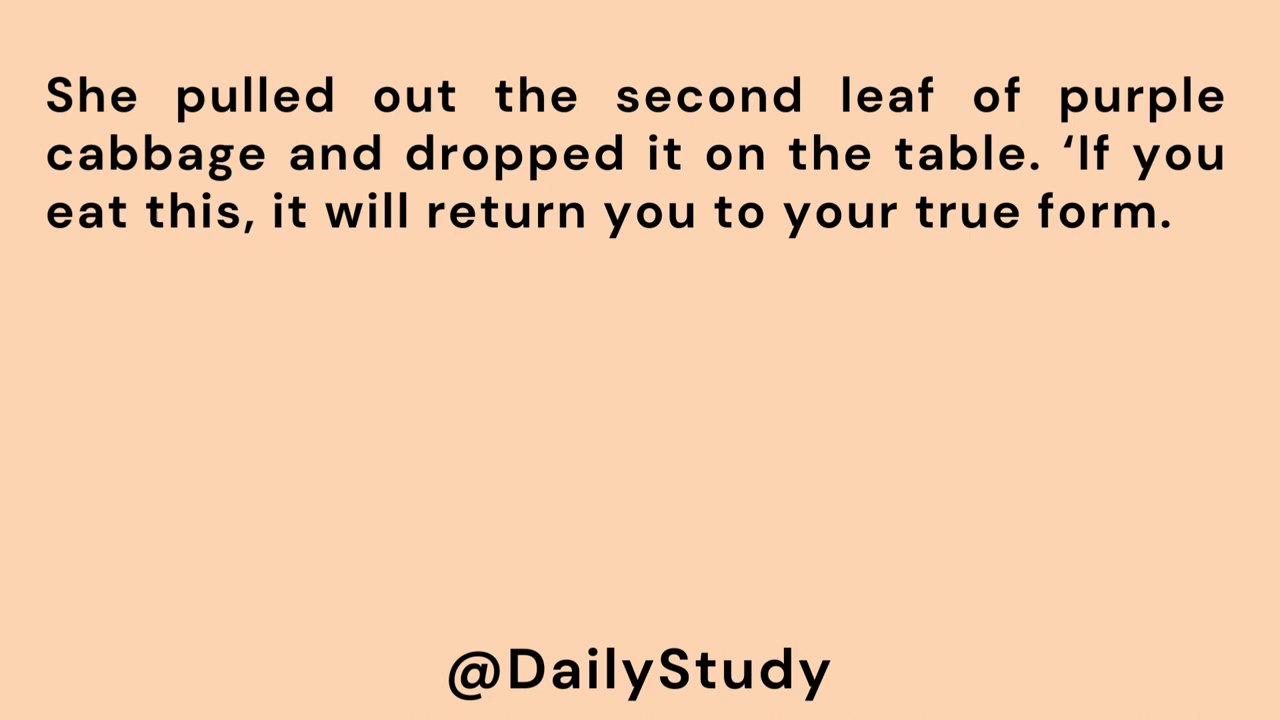 She pulled out the second leaf of purple
cabbage and dropped it on the table. ‘If you
eat this, it will return you to your true form.
@DailyStudy